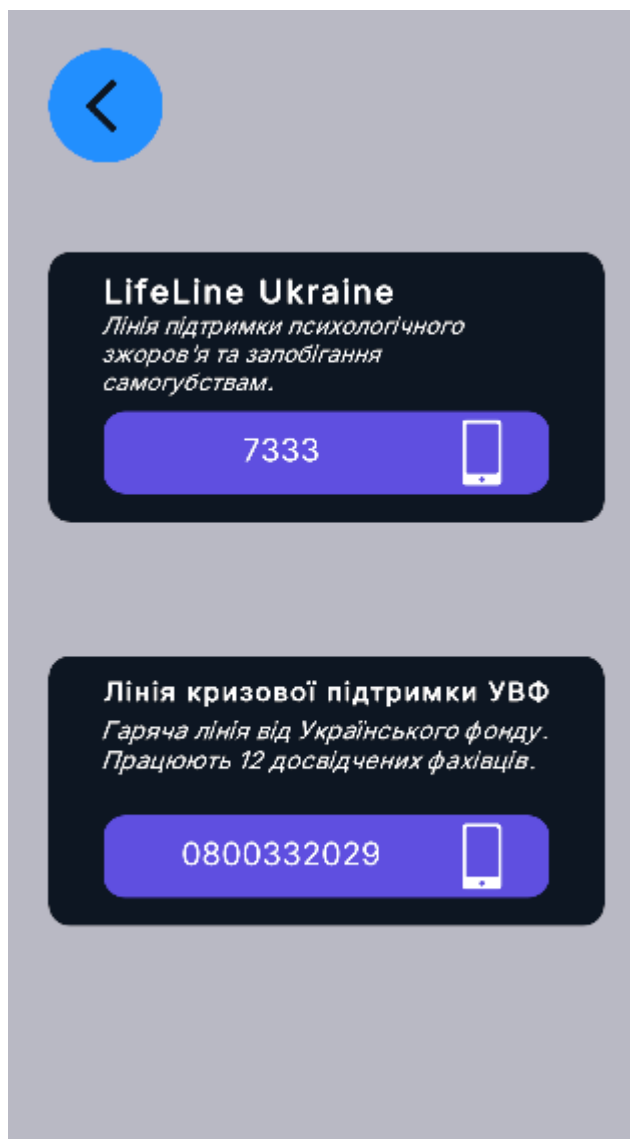 LifeLine Ukraine
Лінія підтримки психологічного
зжоров'я та запобігання
самогубствам.
7333
Лінія кризової підтримки УВФ
Гаряча лінія від Українського фонду.
Працюють 12 досвідчених фахівців.
0800332029